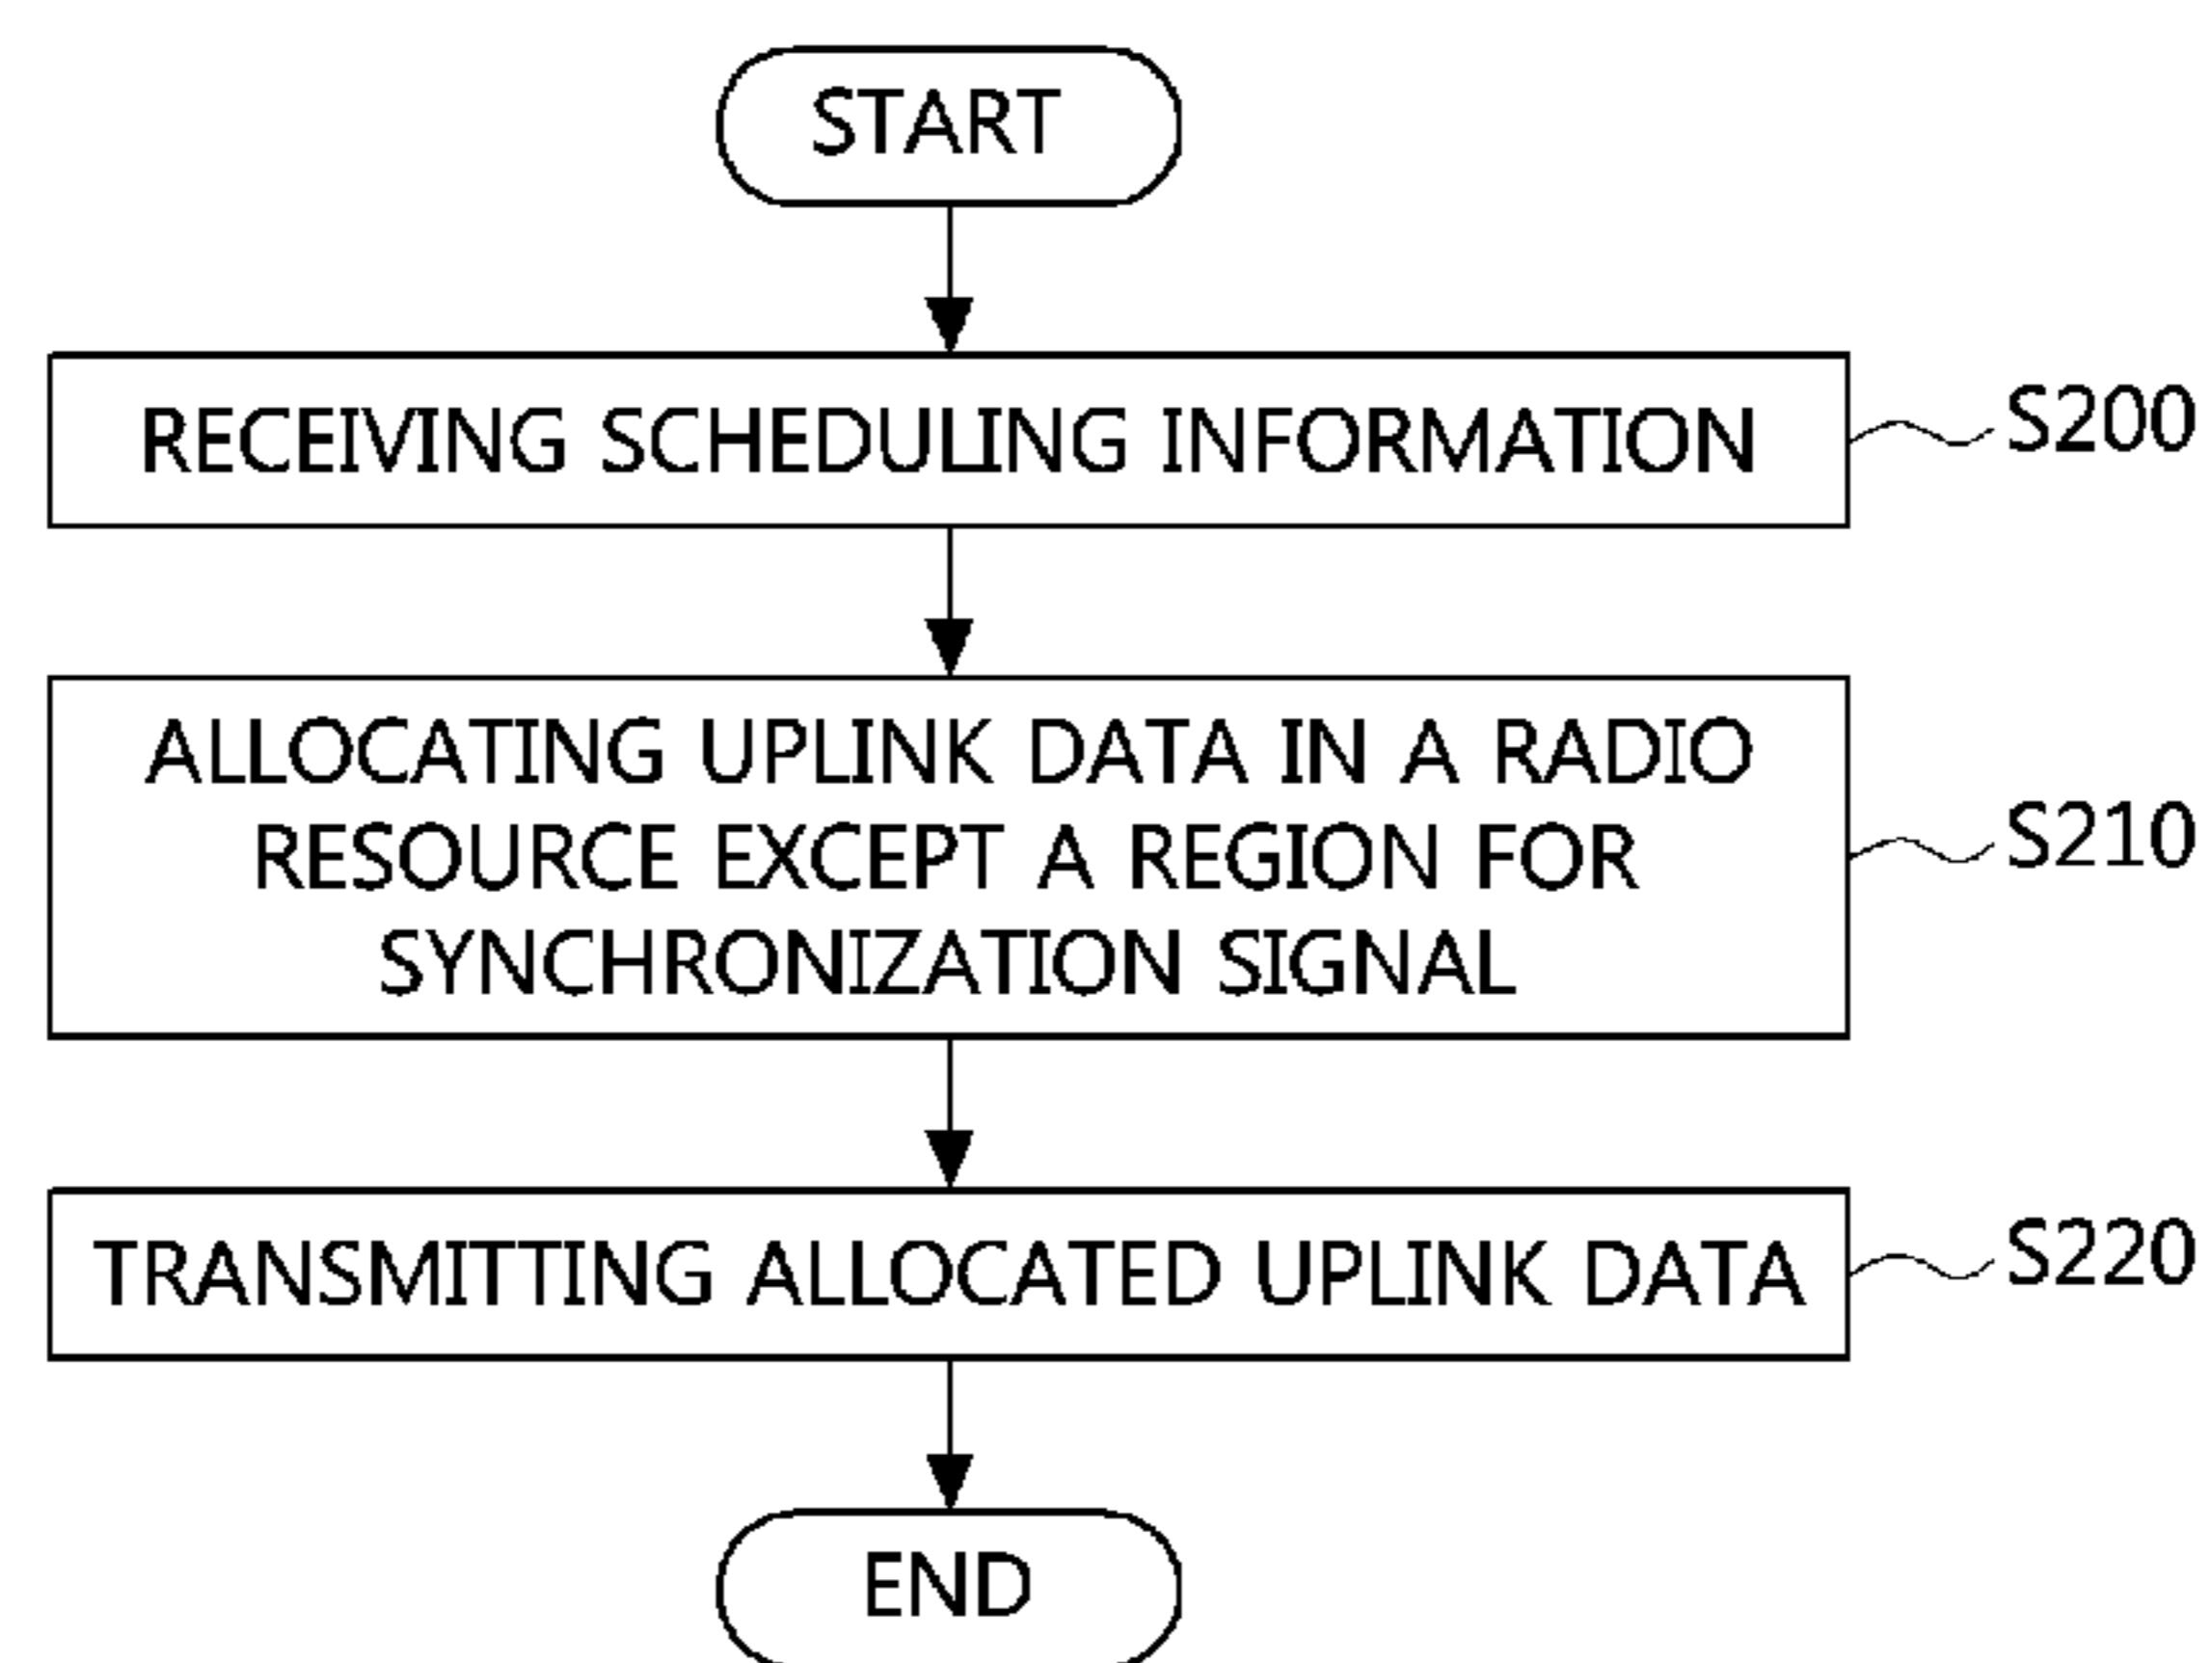 START
RECEIVING SCHEDULING INFORMATION
S200
ALLOCATING UPLINK DATA IN A RADIO
RESOURCE EXCEPT A REGION FOR
SYNCHRONIZATION SIGNAL
S210
TRANSMITTING ALLOCATED UPLINK DATA
S220
END